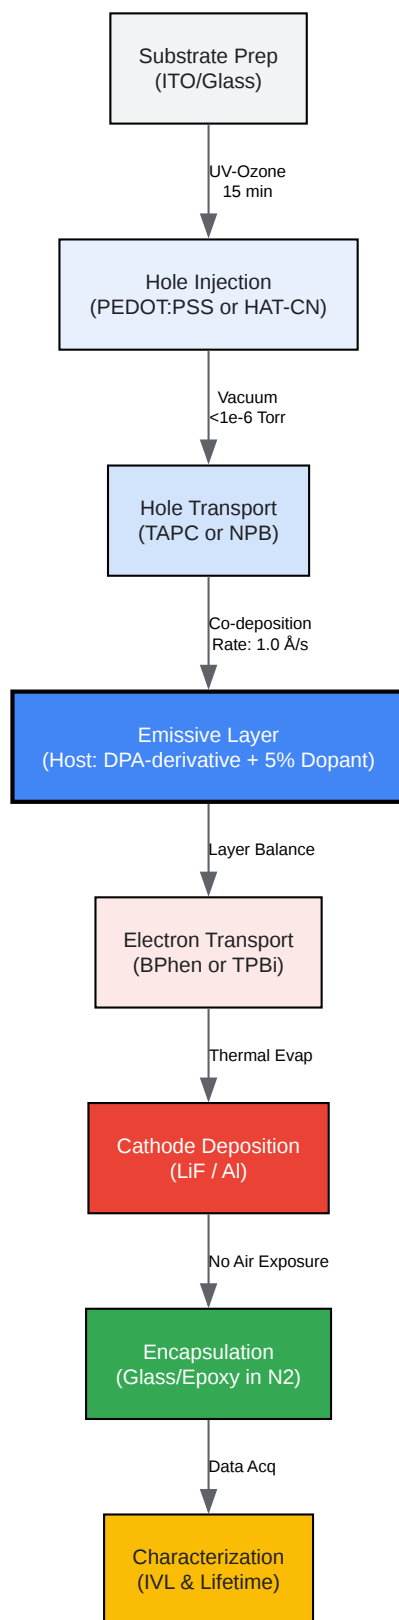 Substrate Prep
(ITO/Glass)
UV-Ozone
15 min
Hole Injection
(PEDOT:PSS or HAT-CN)
Vacuum
<1e-6 Torr
Hole Transport
(TAPC or NPB)
Co-deposition
Rate: 1.0 Å/s
Emissive Layer
(Host: DPA-derivative + 5% Dopant)
Layer Balance
Electron Transport
(BPhen or TPBi)
Thermal Evap
Cathode Deposition
(LiF / Al)
No Air Exposure
Encapsulation
(Glass/Epoxy in N2)
Data Acq
Characterization
(IVL & Lifetime)